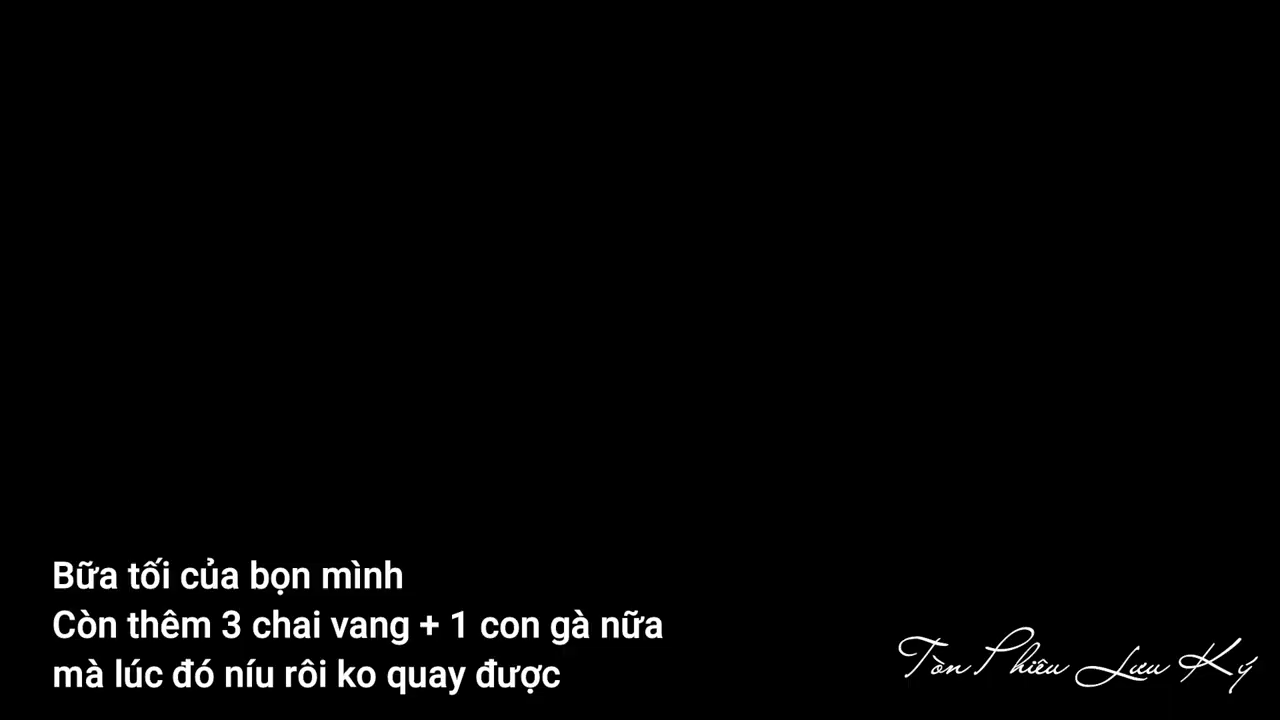 Bữa tối của bọn mình
Còn thêm 3 chai vang + 1 con gà nữa
mà lúc đó níu rôi ko quay được
Tòn Phiêu Lưu Ký